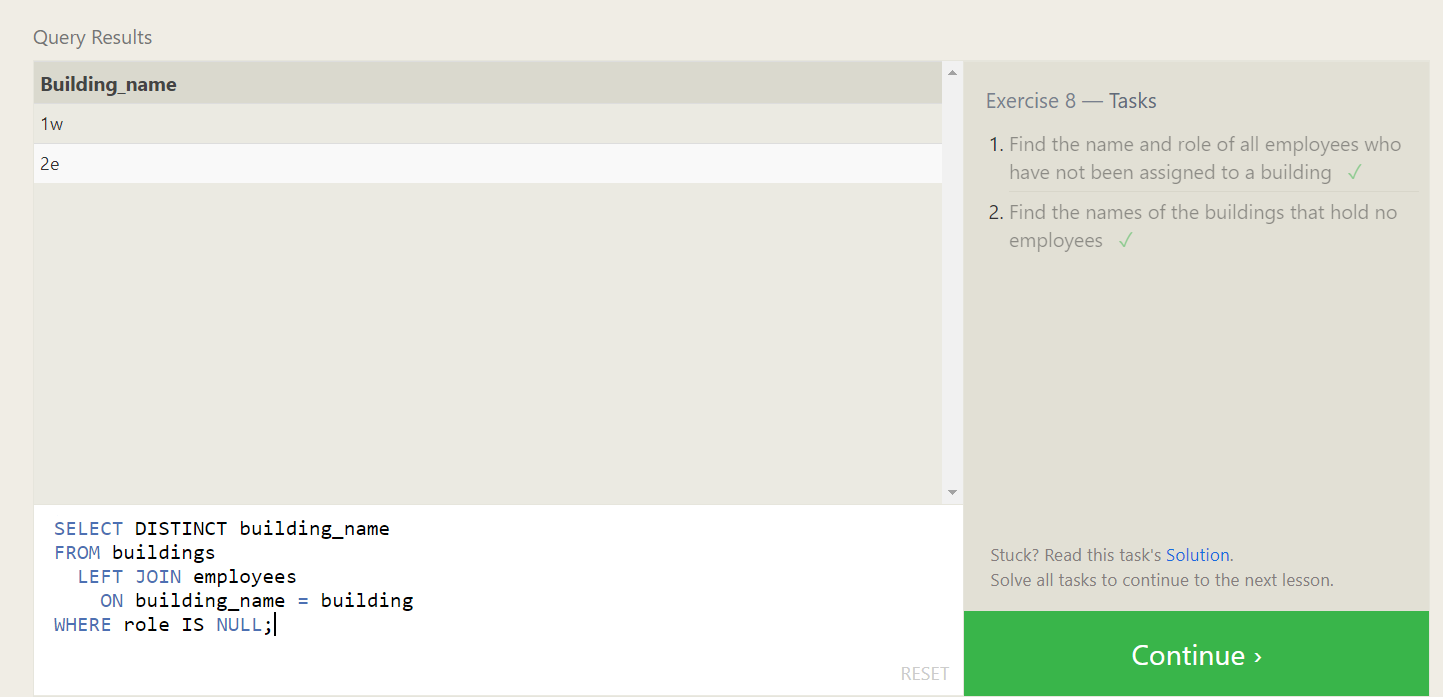 Query Results
Building_name
1w
2e
SELECT DISTINCT building_name
FROM buildings
  LEFT JOIN employees
    ON building_name = building
WHERE role IS NULL;
RESET
Exercise 8 — Tasks
1. Find the name and role of all employees who
have not been assigned to a building ✓
2. Find the names of the buildings that hold no
employees ✓
Stuck? Read this task's Solution.
Solve all tasks to continue to the next lesson.
Continue ›